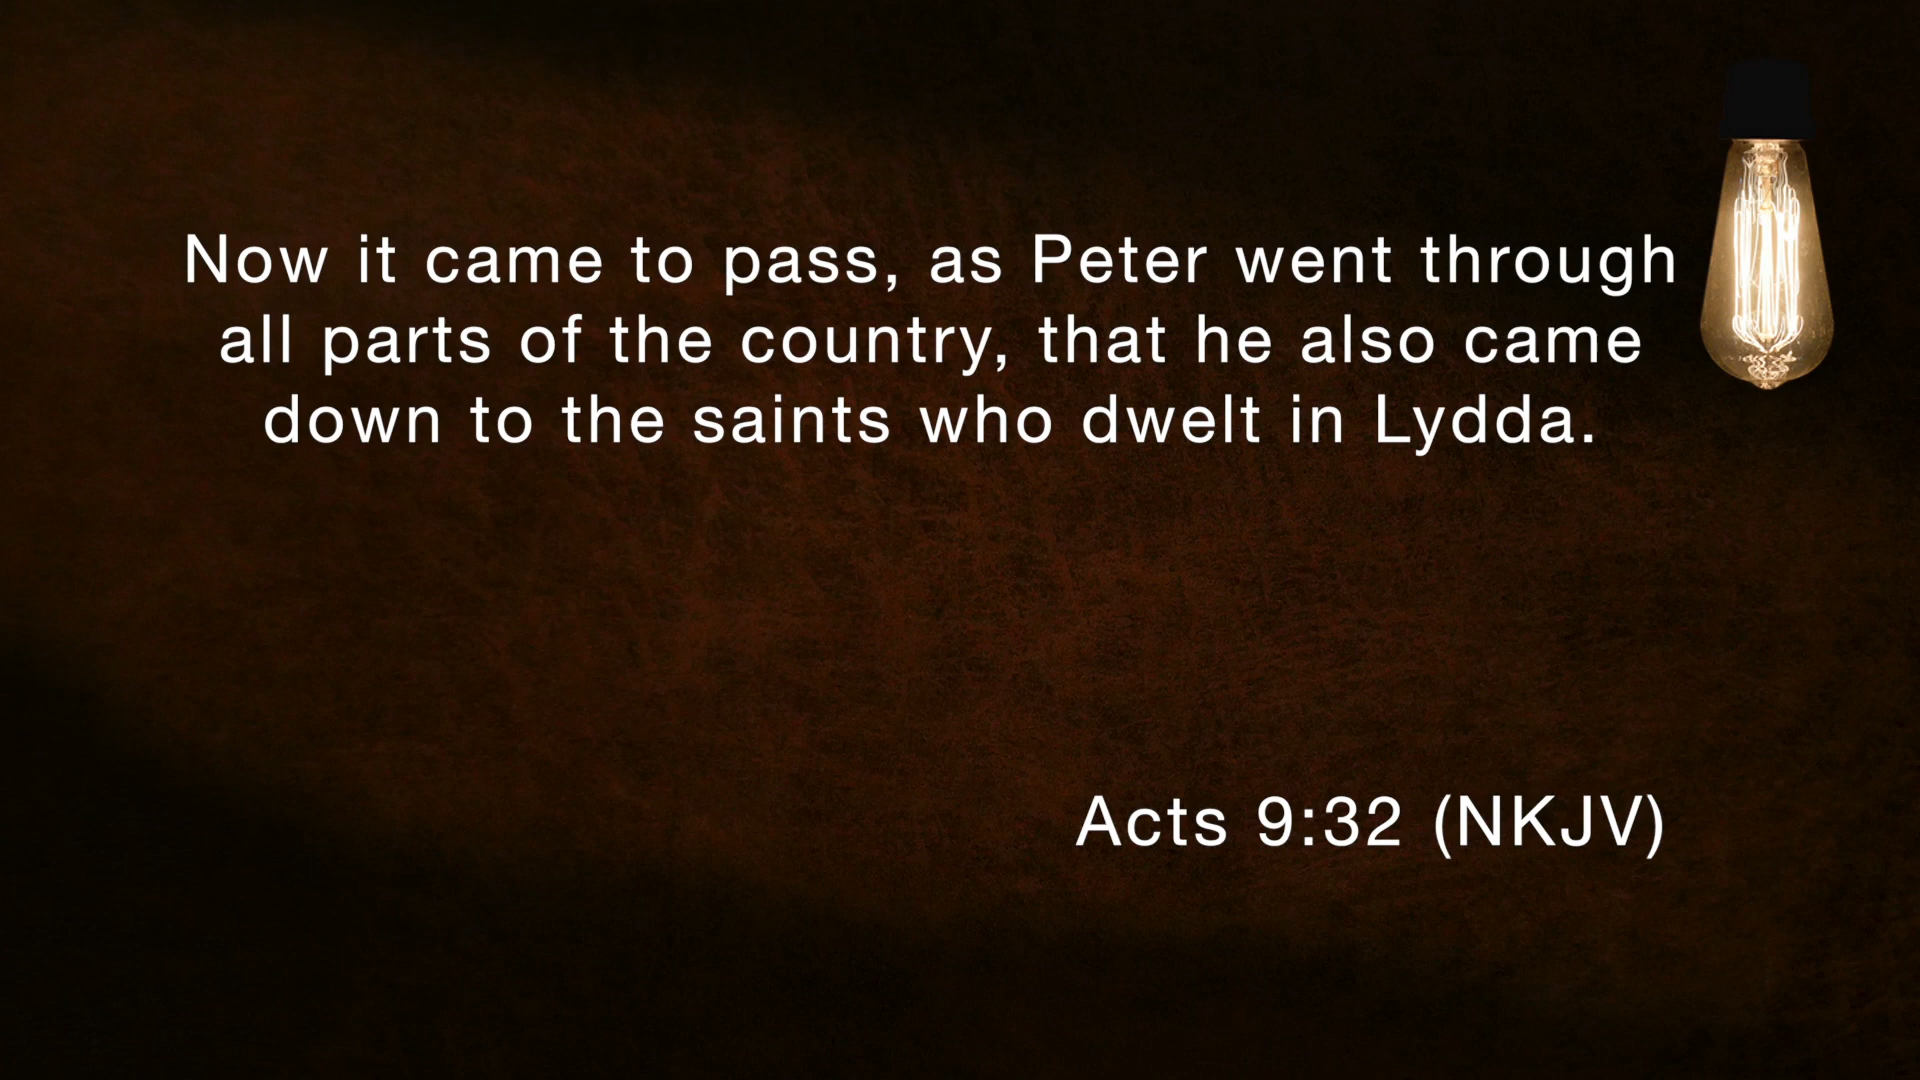 Now it came to pass, as Peter went through
all parts of the country, that he also came
down to the saints who dwelt in Lydda.
Acts 9:32 (NKJV)